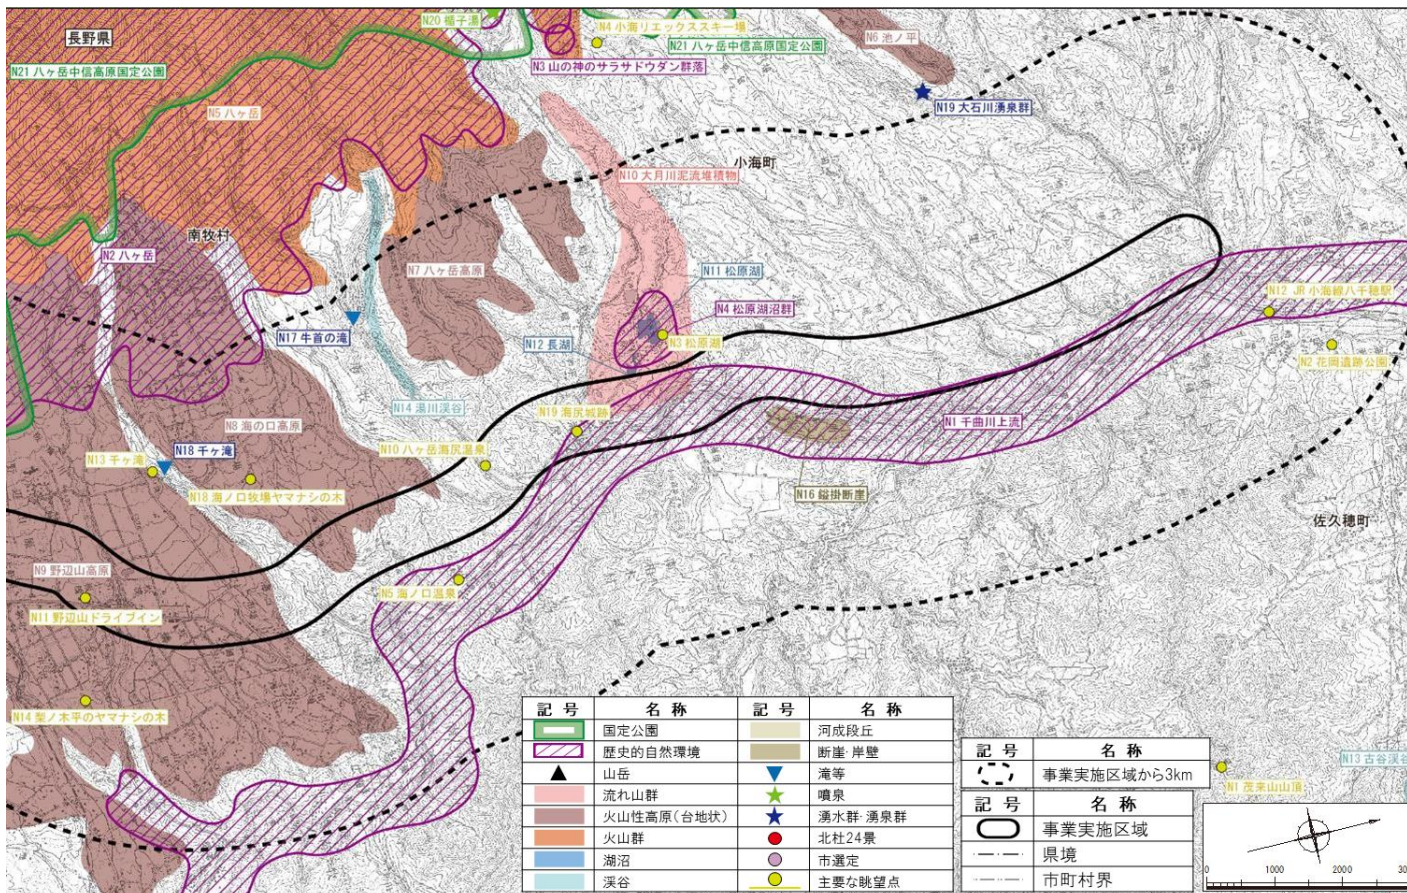 長野県
N20 楯子湯
N4 小海リエックススキー場
N6 池ノ平
N21 八ヶ岳中信高原国定公園
N21 八ヶ岳中信高原国定公園
N3 山の神のサラサドウダン群落
N5 八ヶ岳
N19 大石川湧泉群
小海町
N10 大月川泥流堆積物
南牧村
N2 八ヶ岳
N7 八ヶ岳高原
N11 松原湖
N12 JR 小海線八千穂駅
N4 松原湖沼群
N17 牛首の滝
N12 長湖
N3 松原湖
N2 花岡遺跡公園
N14 湯川渓谷
N19 海尻城跡
N1 千曲川上流
N8 海の口高原
N18 千ヶ滝
N13 千ヶ滝
N10 八ヶ岳海尻温泉
N18 海ノ口牧場ヤマナシの木
N16 鎰掛断崖
佐久穂町
N9 野辺山高原
N5 海ノ口温泉
N11 野辺山ドライブイン
N14 梨ノ木平のヤマナシの木
N13 古谷渓谷
N1 茂来山山頂
記 号 名 称 記 号 名 称
国定公園 河成段丘
歴史的自然環境 断崖・岸壁
山岳 滝等
流れ山群 噴泉
火山性高原(台地状) 湧水群・湧泉群
火山群 北杜24景
湖沼 市選定
渓谷 主要な眺望点
記 号 名 称
事業実施区域から3km
記 号 名 称
事業実施区域
県境
市町村界
0 1000 2000